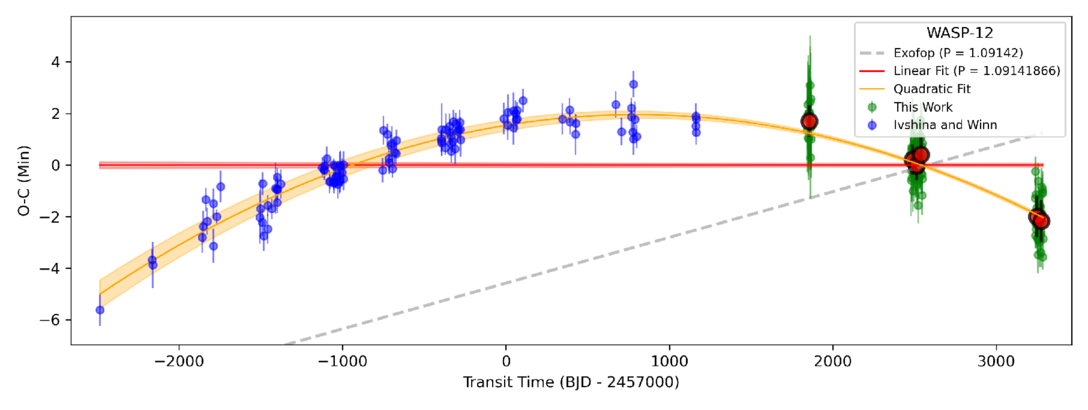 WASP-12
Exofop (P = 1.09142)
Linear Fit (P = 1.09141866)
Quadratic Fit
This Work
Ivshina and Winn
O-C (Min)
4
2
0
−2
−4
−6
−2000 −1000 0 1000 2000 3000
Transit Time (BJD - 2457000)